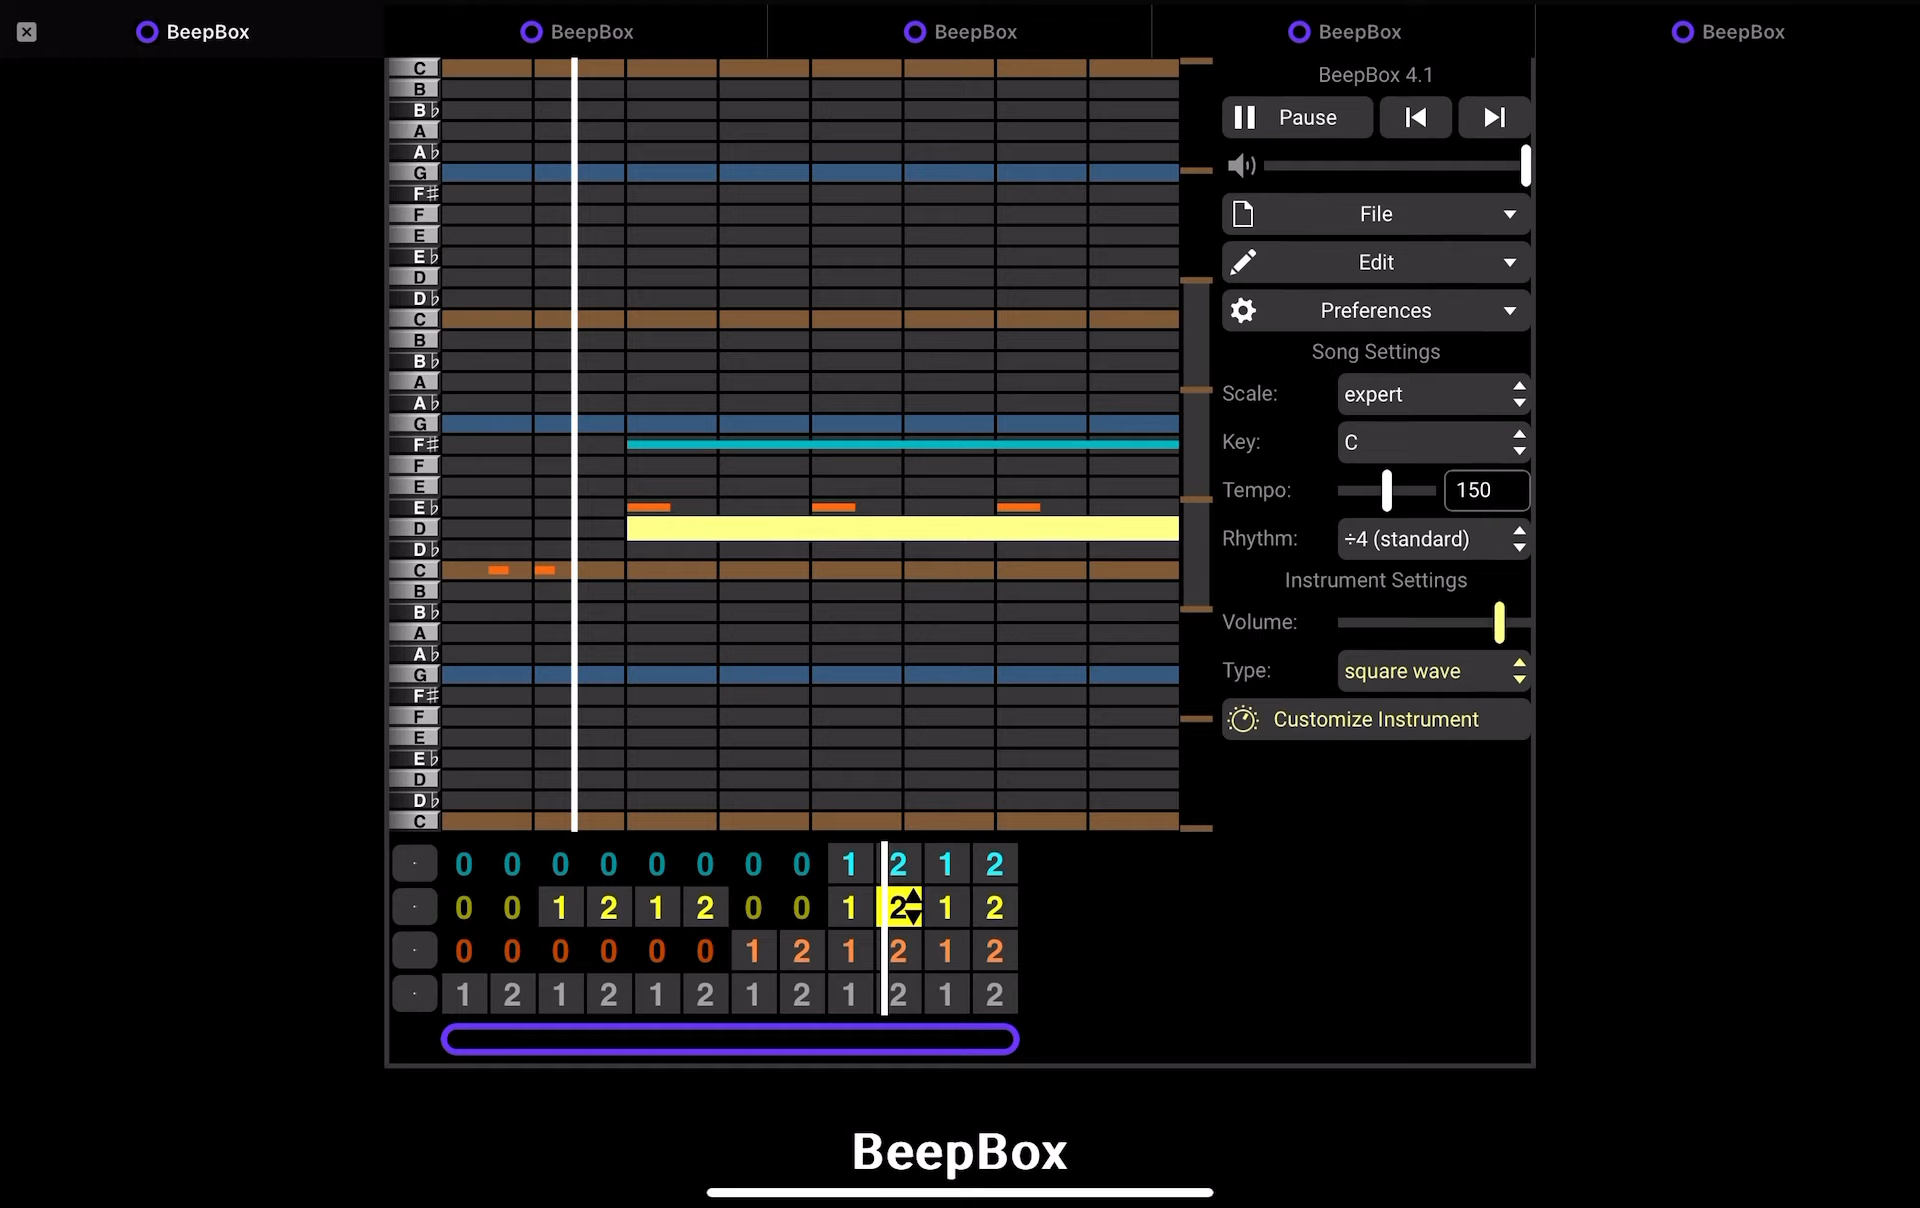 BeepBox
BeepBox
BeepBox
BeepBox
BeepBox
C
B
B♭
A
A♭
G
F♯
F
E
E♭
D
D♭
C
B
B♭
A
A♭
G
F♯
F
E
E♭
D
D♭
C
B
B♭
A
A♭
G
F♯
F
E
E♭
D
D♭
C
BeepBox 4.1
Pause
File
Edit
Preferences
Song Settings
Scale: expert
Key: C
Tempo: 150
Rhythm: ÷4 (standard)
Instrument Settings
Volume:
Type: square wave
Customize Instrument
0 0 0 0 0 0 0 0 1 2 1 2
0 0 1 2 1 2 0 0 1 2 1 2
0 0 0 0 0 0 1 2 1 2 1 2
1 2 1 2 1 2 1 2 1 2 1 2
BeepBox